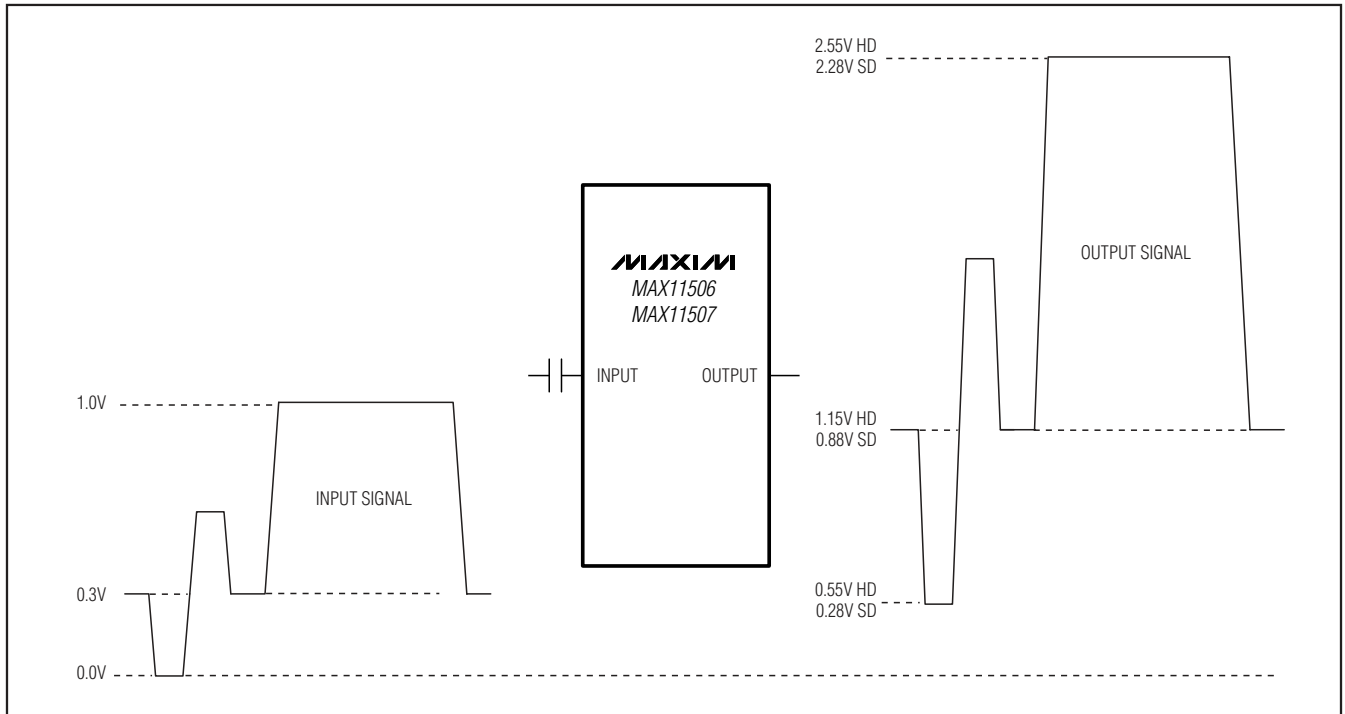 2.55V HD
2.28V SD
MAXIM
MAX11506
MAX11507
OUTPUT SIGNAL
INPUT
OUTPUT
1.0V
1.15V HD
0.88V SD
INPUT SIGNAL
0.3V
0.55V HD
0.28V SD
0.0V